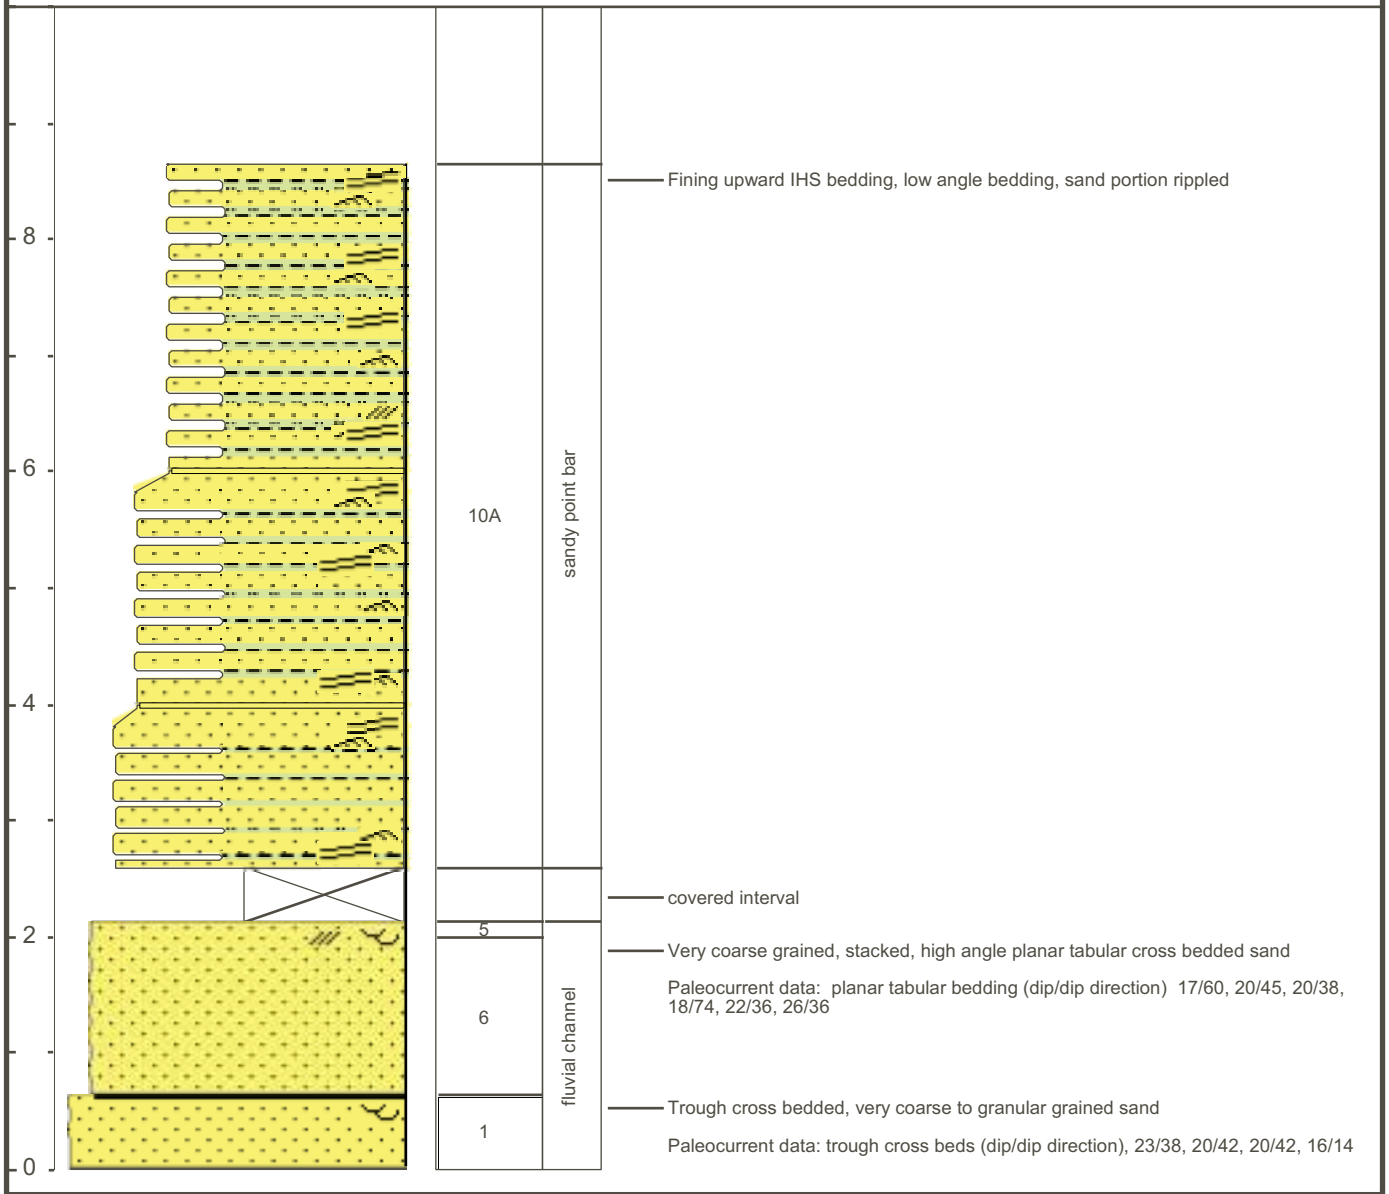 Fining upward IHS bedding, low angle bedding, sand portion rippled
8
6
10A
sandy point bar
4
covered interval
5
2
Very coarse grained, stacked, high angle planar tabular cross bedded sand
Paleocurrent data: planar tabular bedding (dip/dip direction) 17/60, 20/45, 20/38,
18/74, 22/36, 26/36
6
fluvial channel
Trough cross bedded, very coarse to granular grained sand
1
Paleocurrent data: trough cross beds (dip/dip direction), 23/38, 20/42, 20/42, 16/14
0